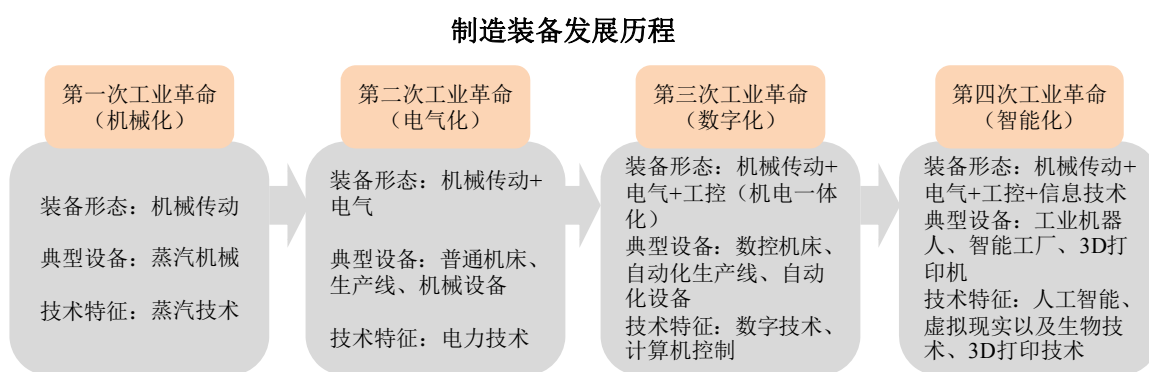 制造装备发展历程
第一次工业革命
（机械化）
装备形态：机械传动
典型设备：蒸汽机械
技术特征：蒸汽技术
第二次工业革命
（电气化）
装备形态：机械传动+
电气
典型设备：普通机床、
生产线、机械设备
技术特征：电力技术
第三次工业革命
（数字化）
装备形态：机械传动+
电气+工控（机电一体
化）
典型设备：数控机床、
自动化生产线、自动
化设备
技术特征：数字技术、
计算机控制
第四次工业革命
（智能化）
装备形态：机械传动+
电气+工控+信息技术
典型设备：工业机器
人、智能工厂、3D打
印机
技术特征：人工智能、
虚拟现实以及生物技
术、3D打印技术